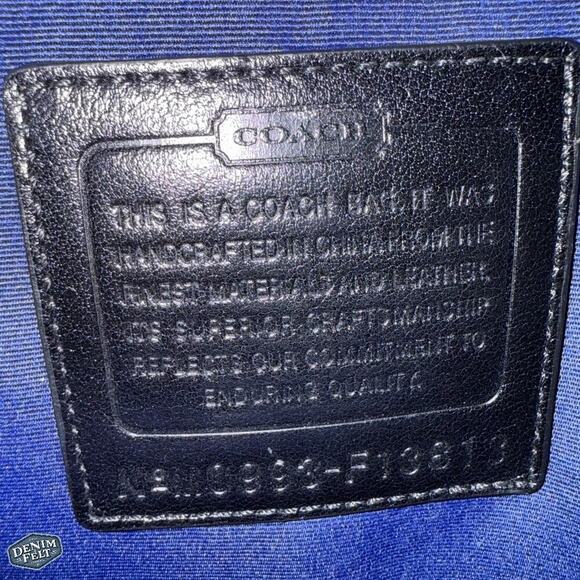 COACH
THIS IS A COACH BAG. IT WAS
HANDCRAFTED IN CHINA FROM THE
FINEST MATERIALS AND LEATHER.
ITS SUPERIOR CRAFTSMANSHIP
REFLECTS OUR COMMITMENT TO
ENDURING QUALITY.
-F13813
DENIM
FELT